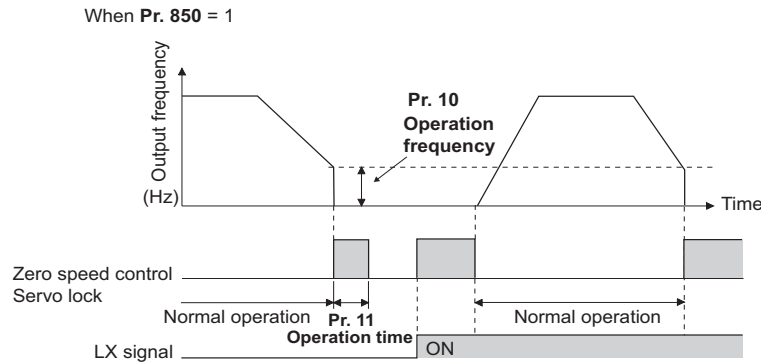 When Pr. 850 = 1
Output frequency
(Hz)
Pr. 10
Operation
frequency
Time
Zero speed control
Servo lock
Normal operation
Pr. 11
Operation time
Normal operation
LX signal
ON